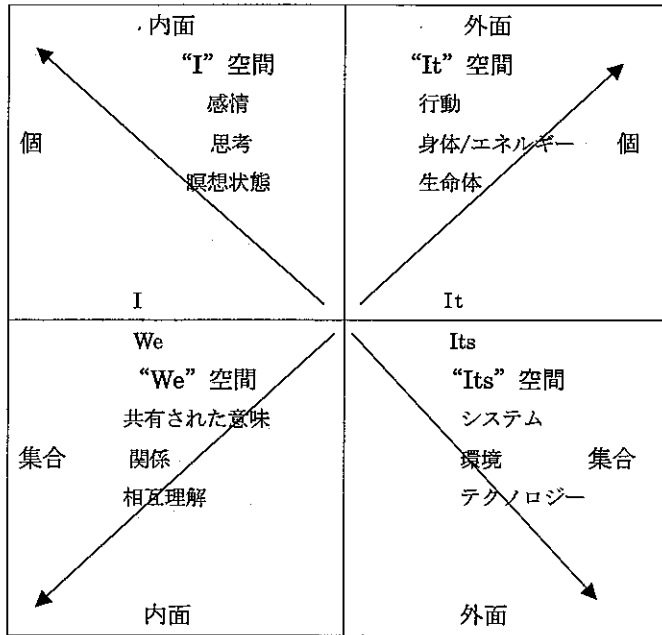 内面
外面
“I” 空間
“It” 空間
感情
行動
個
思考
身体/エネルギー
個
瞑想状態
生命体
I
It
We
Its
“We” 空間
“Its” 空間
共有された意味
システム
集合
関係
環境
集合
相互理解
テクノロジー
内面
外面